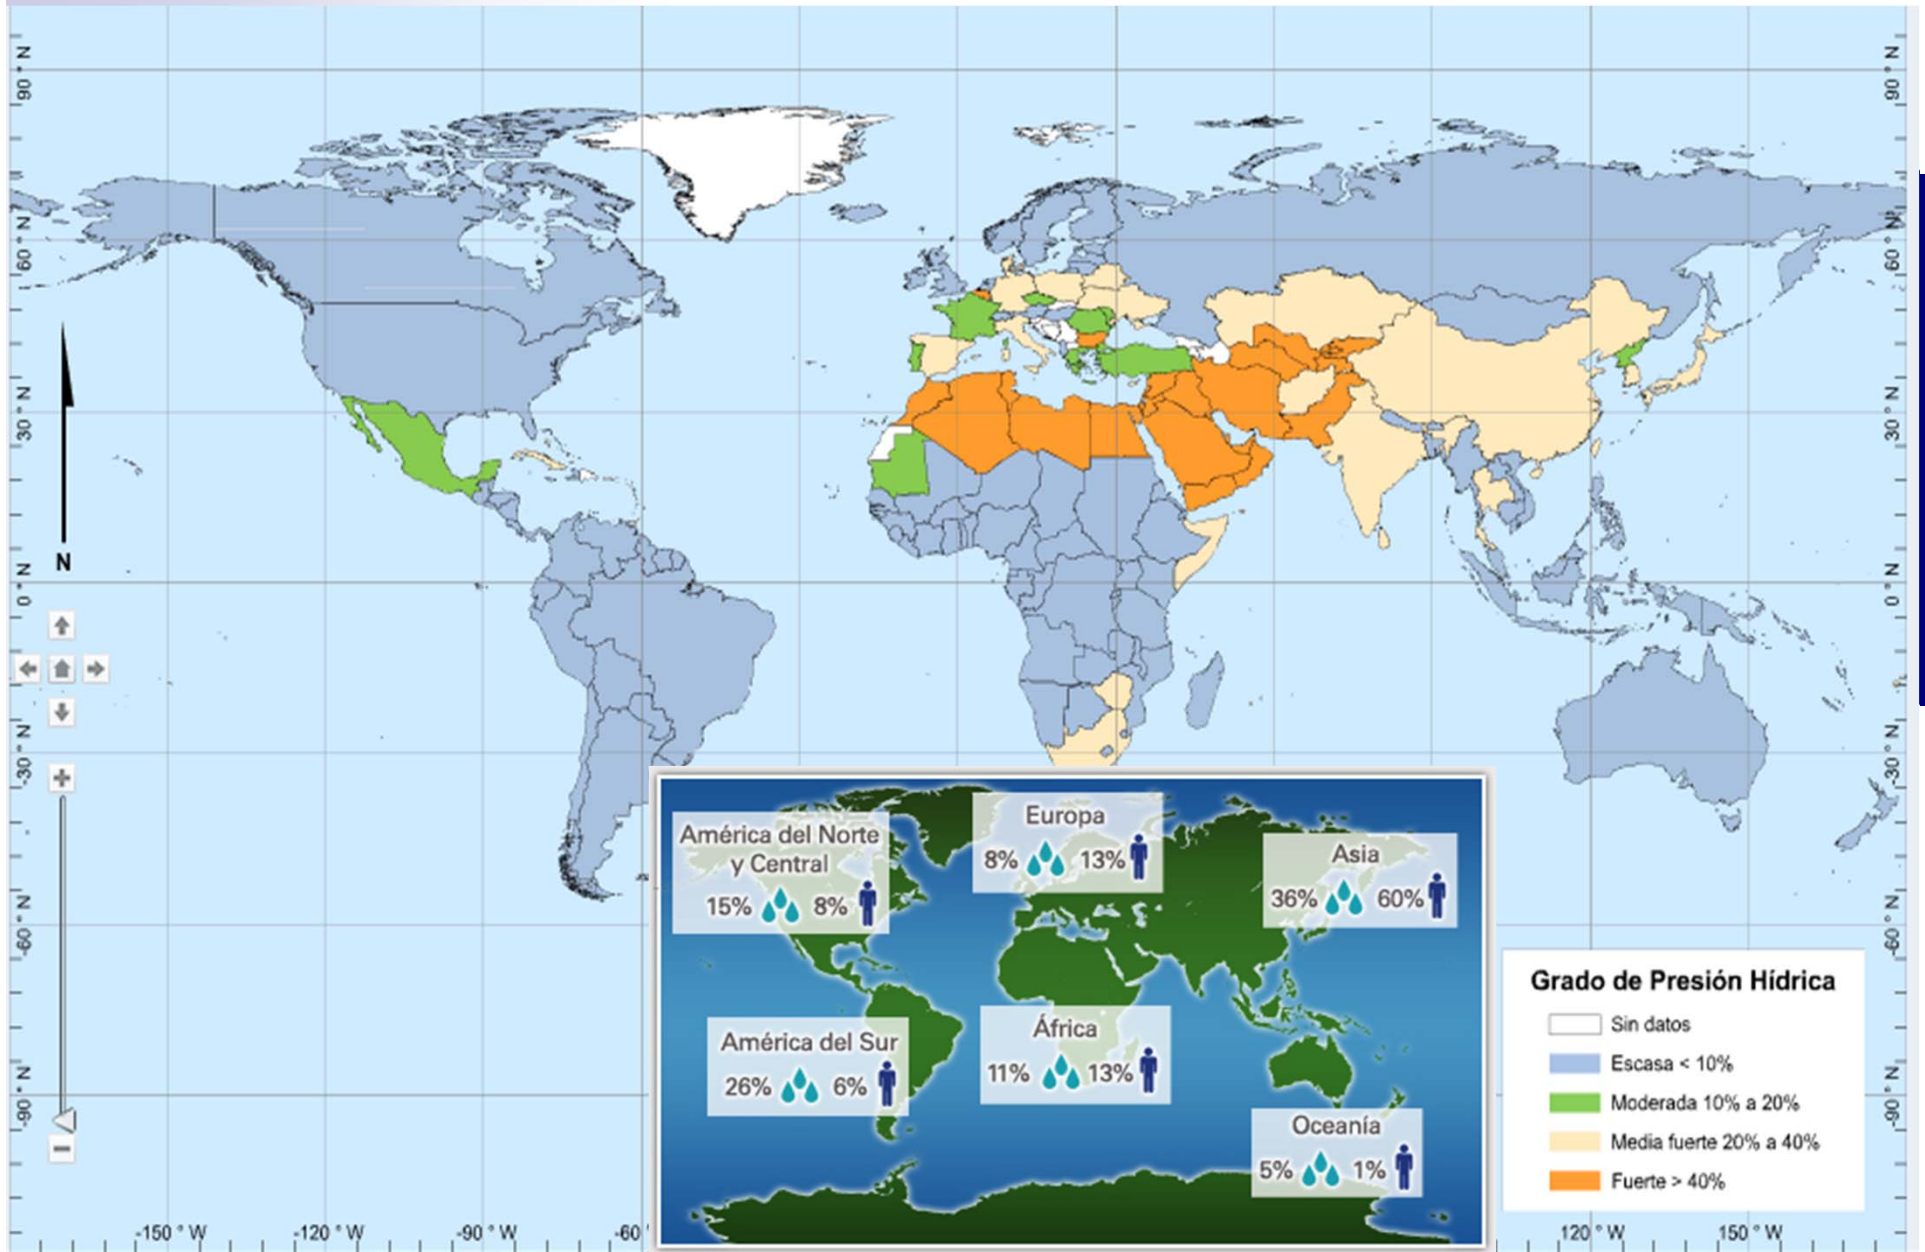 90 ° N
60 ° N
30 ° N
0 ° N
-30 ° N
-60 ° N
-90 ° N
90 ° N
60 ° N
30 ° N
0 ° N
-30 ° N
-60 ° N
-90 ° N
N
América del Norte
y Central
15% 8%
Europa
8% 13%
Asia
36% 60%
América del Sur
26% 6%
África
11% 13%
Oceanía
5% 1%
Grado de Presión Hídrica
Sin datos
Escasa < 10%
Moderada 10% a 20%
Media fuerte 20% a 40%
Fuerte > 40%
-150 ° W
-120 ° W
-90 ° W
-60
120 ° W
150 ° W